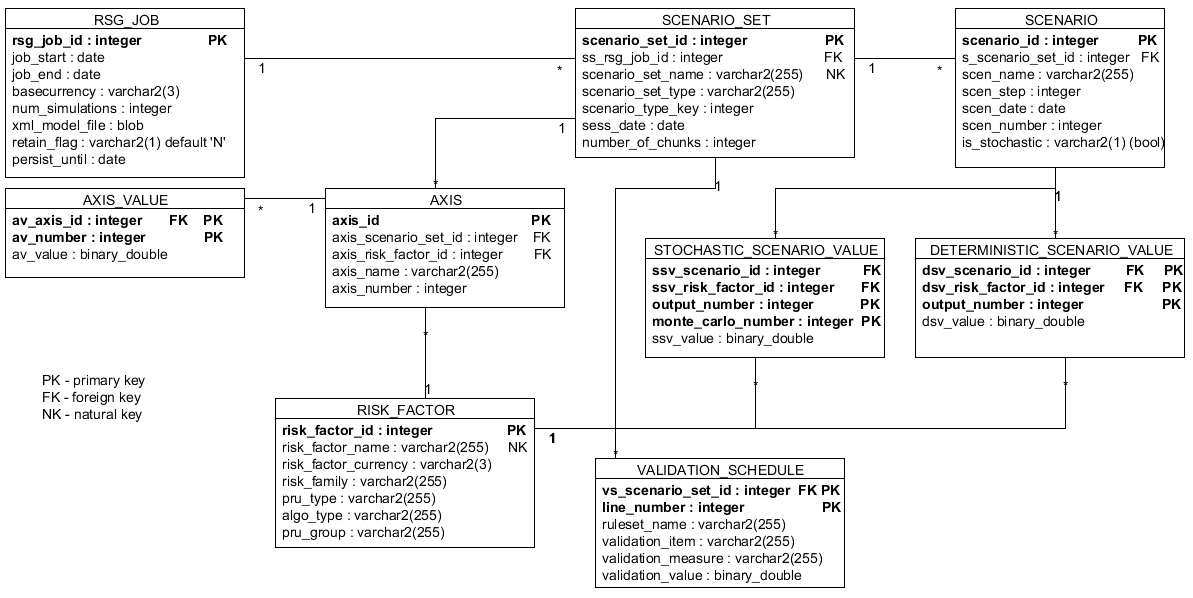 RSG_JOB
rsg_job_id : integer PK
job_start : date
job_end : date
basecurrency : varchar2(3)
num_simulations : integer
xml_model_file : blob
retain_flag : varchar2(1) default 'N'
persist_until : date
1
*
SCENARIO_SET
scenario_set_id : integer PK
ss_rsg_job_id : integer FK
scenario_set_name : varchar2(255) NK
scenario_set_type : varchar2(255)
scenario_type_key : integer
sess_date : date
number_of_chunks : integer
1
*
SCENARIO
scenario_id : integer PK
s_scenario_set_id : integer FK
scen_name : varchar2(255)
scen_step : integer
scen_date : date
scen_number : integer
is_stochastic : varchar2(1) (bool)
1
*
1
1
AXIS_VALUE
av_axis_id : integer FK PK
av_number : integer PK
av_value : binary_double
*
1
AXIS
axis_id PK
axis_scenario_set_id : integer FK
axis_risk_factor_id : integer FK
axis_name : varchar2(255)
axis_number : integer
*
*
STOCHASTIC_SCENARIO_VALUE
ssv_scenario_id : integer FK
ssv_risk_factor_id : integer FK
output_number : integer PK
monte_carlo_number : integer PK
ssv_value : binary_double
DETERMINISTIC_SCENARIO_VALUE
dsv_scenario_id : integer FK PK
dsv_risk_factor_id : integer FK PK
output_number : integer PK
dsv_value : binary_double
*
1
*
*
PK - primary key
FK - foreign key
NK - natural key
RISK_FACTOR
risk_factor_id : integer PK
risk_factor_name : varchar2(255) NK
risk_factor_currency : varchar2(3)
risk_family : varchar2(255)
pru_type : varchar2(255)
algo_type : varchar2(255)
pru_group : varchar2(255)
1
*
VALIDATION_SCHEDULE
vs_scenario_set_id : integer FK PK
line_number : integer PK
ruleset_name : varchar2(255)
validation_item : varchar2(255)
validation_measure : varchar2(255)
validation_value : binary_double